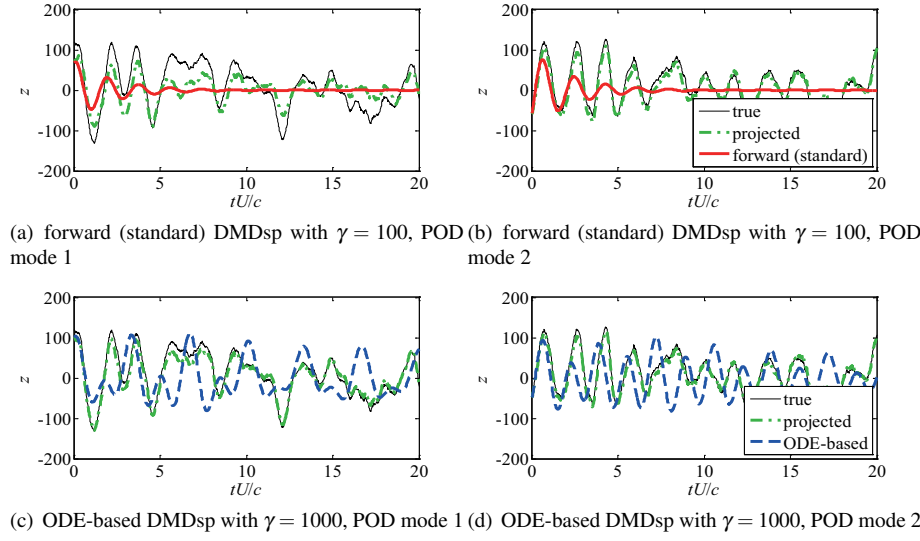 200
100
0
-100
-200
z
0 5 10 15 20
tU/c
200
100
0
-100
-200
z
0 5 10 15 20
tU/c
true
projected
forward (standard)
(a) forward (standard) DMDsp with γ = 100, POD
mode 1
(b) forward (standard) DMDsp with γ = 100, POD
mode 2
200
100
0
-100
-200
z
0 5 10 15 20
tU/c
200
100
0
-100
-200
z
0 5 10 15 20
tU/c
true
projected
ODE-based
(c) ODE-based DMDsp with γ = 1000, POD mode 1
(d) ODE-based DMDsp with γ = 1000, POD mode 2